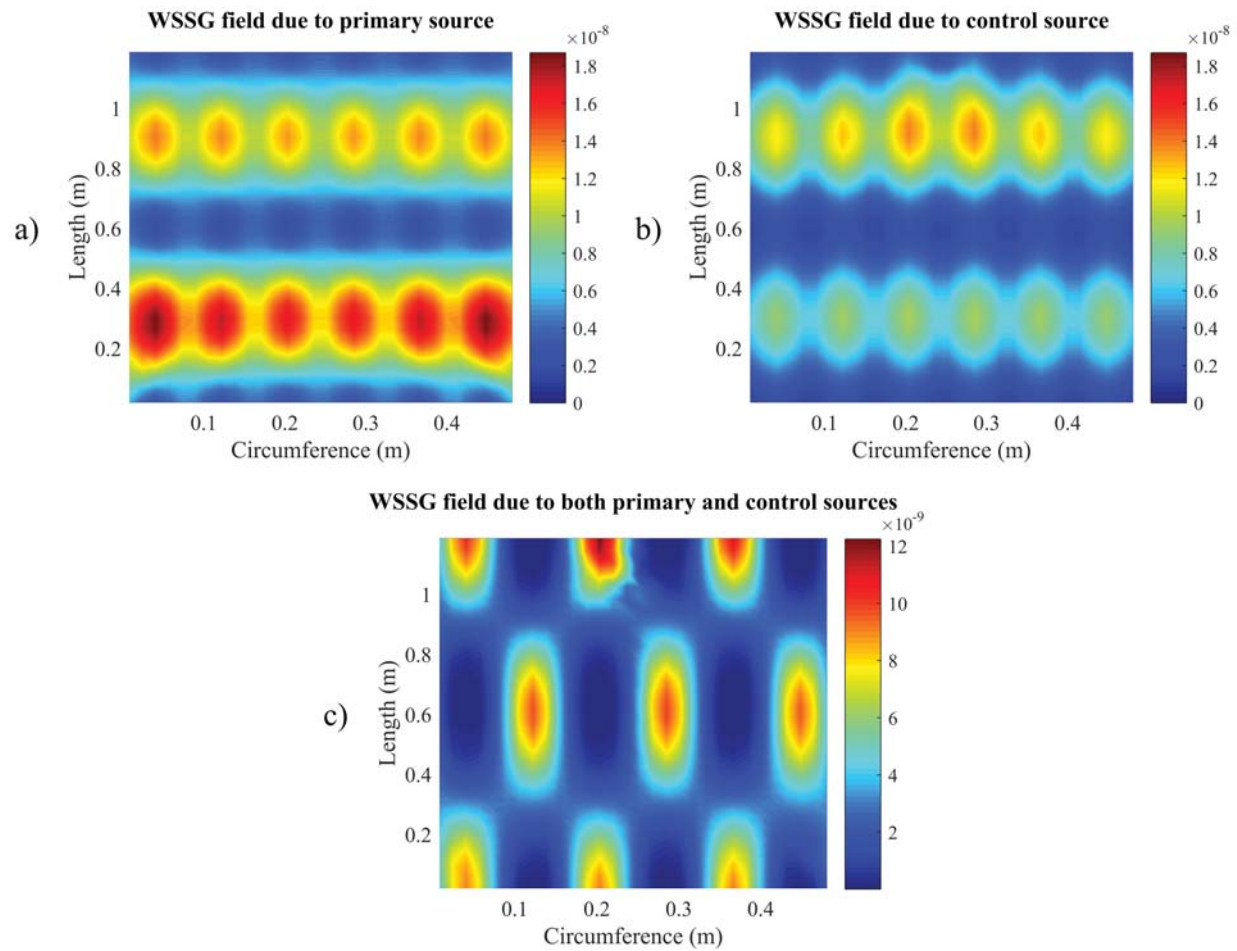 WSSG field due to primary source
×10-8
1.8
1.6
1.4
1.2
1
0.8
0.6
0.4
0.2
0
1
0.8
0.6
0.4
0.2
Length (m)
a)
0.1 0.2 0.3 0.4
Circumference (m)
WSSG field due to control source
×10-8
1.8
1.6
1.4
1.2
1
0.8
0.6
0.4
0.2
0
1
0.8
0.6
0.4
0.2
Length (m)
b)
0.1 0.2 0.3 0.4
Circumference (m)
WSSG field due to both primary and control sources
×10-9
12
10
8
6
4
2
1
0.8
0.6
0.4
0.2
Length (m)
c)
0.1 0.2 0.3 0.4
Circumference (m)